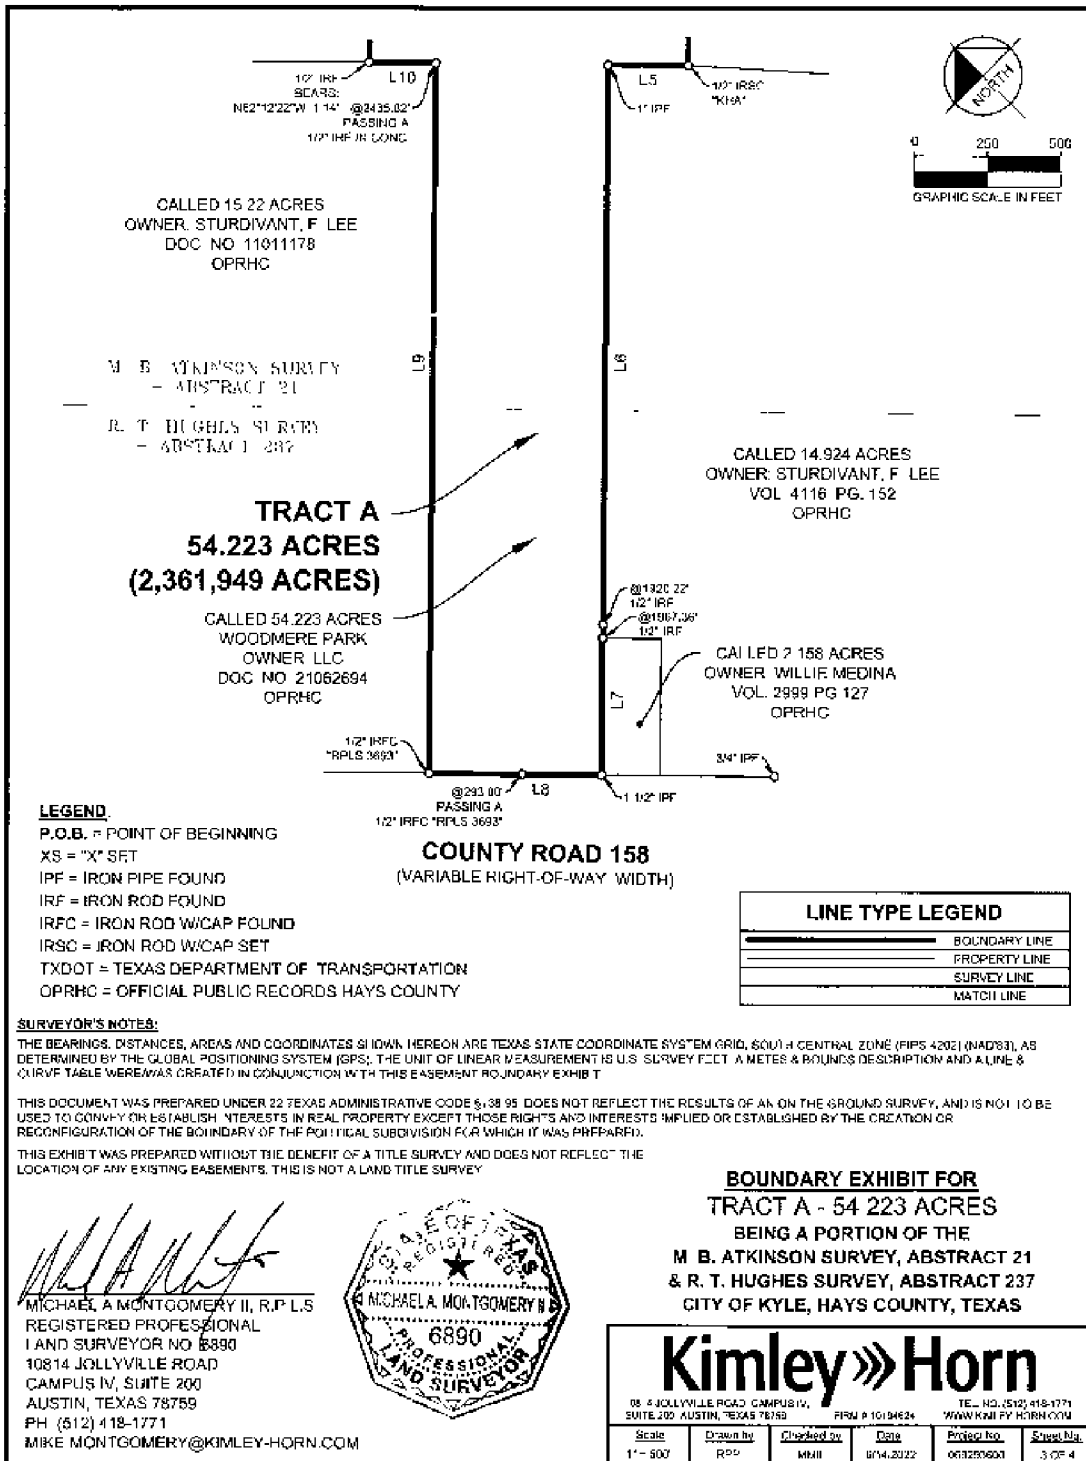 1/2" IRF
BEARS:
N62°12'22"W 1.14'
L10
@2435.02'
PASSING A
1/2" IRF IN CONC
L5
1/2" IRSC
"KHA"
1" IPF
NORTH
0 250 500
GRAPHIC SCALE IN FEET
CALLED 15.22 ACRES
OWNER: STURDIVANT, F LEE
DOC NO 11011178
OPRHC
L9
L6
M B ATKINSON SURVEY
- ABSTRACT 21
R. T HUGHES SURVEY
- ABSTRACT 237
CALLED 14.924 ACRES
OWNER: STURDIVANT, F LEE
VOL 4116 PG. 152
OPRHC
TRACT A
54.223 ACRES
(2,361,949 ACRES)
CALLED 54.223 ACRES
WOODMERE PARK
OWNER LLC
DOC NO 21062694
OPRHC
@1920.22'
1/2" IRF
@1967.36'
1/2" IRF
CALLED 2 158 ACRES
OWNER WILLIE MEDINA
VOL. 2999 PG 127
OPRHC
L7
1/2" IRFC
"RPLS 3693"
3/4" IPF
@293.00'
PASSING A
1/2" IRFC "RPLS 3693"
L8
1 1/2" IPF
COUNTY ROAD 158
(VARIABLE RIGHT-OF-WAY WIDTH)
LEGEND
P.O.B. = POINT OF BEGINNING
XS = "X" SET
IPF = IRON PIPE FOUND
IRF = IRON ROD FOUND
IRFC = IRON ROD W/CAP FOUND
IRSC = IRON ROD W/CAP SET
TXDOT = TEXAS DEPARTMENT OF TRANSPORTATION
OPRHC = OFFICIAL PUBLIC RECORDS HAYS COUNTY
LINE TYPE LEGEND
BOUNDARY LINE
PROPERTY LINE
SURVEY LINE
MATCH LINE
SURVEYOR'S NOTES:
THE BEARINGS, DISTANCES, AREAS AND COORDINATES SHOWN HEREON ARE TEXAS STATE COORDINATE SYSTEM GRID, SOUTH CENTRAL ZONE (FIPS 4202) (NAD'83), AS
DETERMINED BY THE GLOBAL POSITIONING SYSTEM (GPS). THE UNIT OF LINEAR MEASUREMENT IS U.S. SURVEY FEET A METES & BOUNDS DESCRIPTION AND A LINE &
CURVE TABLE WERE/WAS CREATED IN CONJUNCTION WITH THIS EASEMENT BOUNDARY EXHIBIT
THIS DOCUMENT WAS PREPARED UNDER 22 TEXAS ADMINISTRATIVE CODE §138.95 DOES NOT REFLECT THE RESULTS OF AN ON THE GROUND SURVEY, AND IS NOT TO BE
USED TO CONVEY OR ESTABLISH INTERESTS IN REAL PROPERTY EXCEPT THOSE RIGHTS AND INTERESTS IMPLIED OR ESTABLISHED BY THE CREATION OR
RECONFIGURATION OF THE BOUNDARY OF THE POLITICAL SUBDIVISION FOR WHICH IT WAS PREPARED.
THIS EXHIBIT WAS PREPARED WITHOUT THE BENEFIT OF A TITLE SURVEY AND DOES NOT REFLECT THE
LOCATION OF ANY EXISTING EASEMENTS. THIS IS NOT A LAND TITLE SURVEY
MICHAEL A MONTGOMERY II, R.P L.S
REGISTERED PROFESSIONAL
LAND SURVEYOR NO 6890
10814 JOLLYVILLE ROAD
CAMPUS IV, SUITE 200
AUSTIN, TEXAS 78759
PH (512) 418-1771
MIKE MONTGOMERY@KIMLEY-HORN.COM
STATE OF TEXAS
REGISTERED
MICHAEL A. MONTGOMERY II
6890
PROFESSIONAL
LAND SURVEYOR
BOUNDARY EXHIBIT FOR
TRACT A - 54 223 ACRES
BEING A PORTION OF THE
M B. ATKINSON SURVEY, ABSTRACT 21
& R. T. HUGHES SURVEY, ABSTRACT 237
CITY OF KYLE, HAYS COUNTY, TEXAS
Kimley»Horn
JOLLYVILLE ROAD CAMPUS IV, TEL. NO. (512) 418-1771
SUITE 200 AUSTIN, TEXAS 78759 FIRM # 10194624 WWW.KIMLEY-HORN.COM
Scale Drawn by Checked by Date Project No. Sheet No.
1" = 500' RPP MMII 6/14/2022 3 OF 4